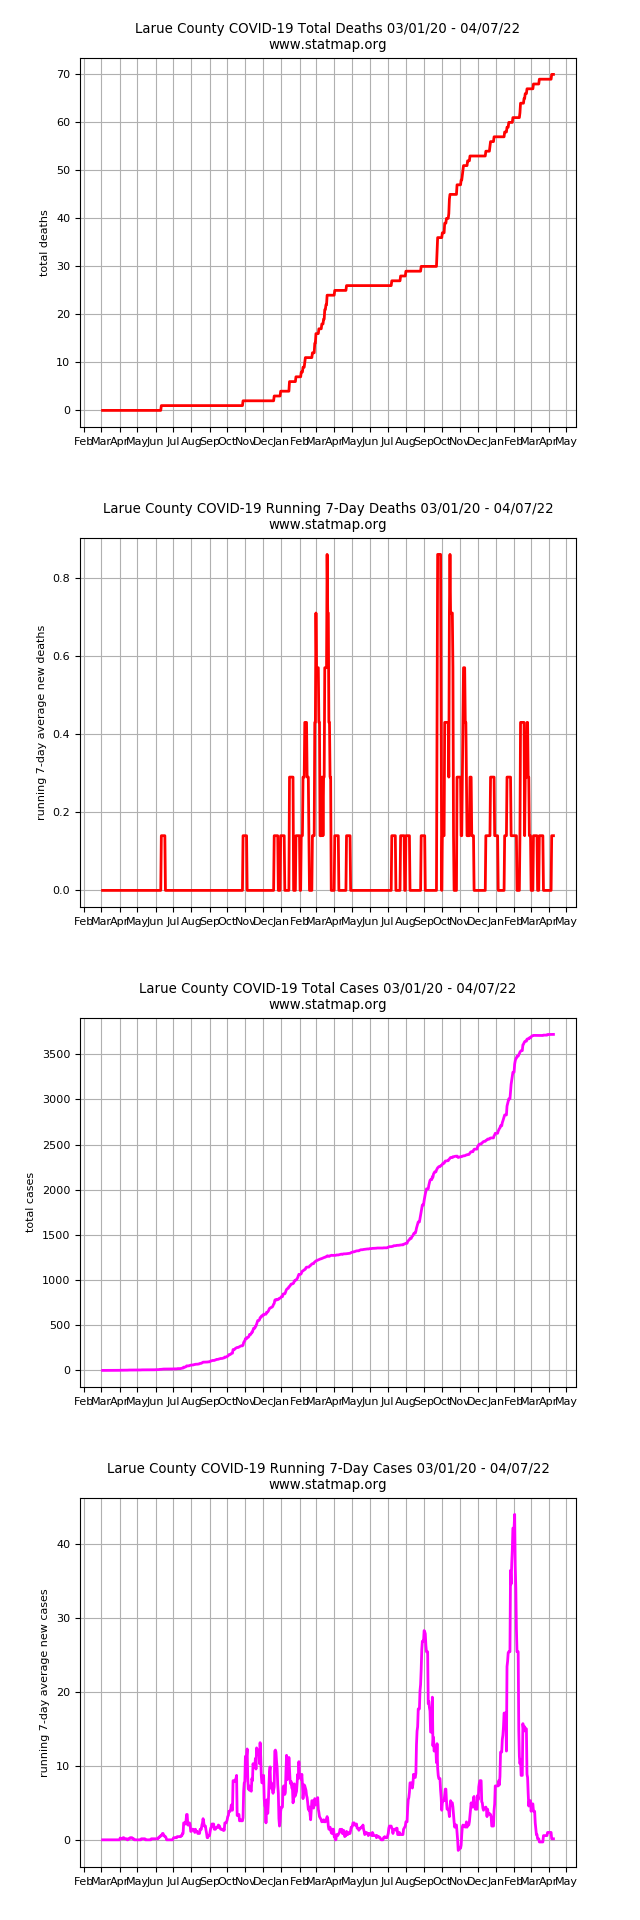 Larue County COVID-19 Total Deaths 03/01/20 - 04/07/22
www.statmap.org
70
60
50
40
30
20
10
0
total deaths
Feb Mar Apr May Jun Jul Aug Sep Oct Nov Dec Jan Feb Mar Apr May Jun Jul Aug Sep Oct Nov Dec Jan Feb Mar Apr May
Larue County COVID-19 Running 7-Day Deaths 03/01/20 - 04/07/22
www.statmap.org
0.8
0.6
0.4
0.2
0.0
running 7-day average new deaths
Feb Mar Apr May Jun Jul Aug Sep Oct Nov Dec Jan Feb Mar Apr May Jun Jul Aug Sep Oct Nov Dec Jan Feb Mar Apr May
Larue County COVID-19 Total Cases 03/01/20 - 04/07/22
www.statmap.org
3500
3000
2500
2000
1500
1000
500
0
total cases
Feb Mar Apr May Jun Jul Aug Sep Oct Nov Dec Jan Feb Mar Apr May Jun Jul Aug Sep Oct Nov Dec Jan Feb Mar Apr May
Larue County COVID-19 Running 7-Day Cases 03/01/20 - 04/07/22
www.statmap.org
40
30
20
10
0
running 7-day average new cases
Feb Mar Apr May Jun Jul Aug Sep Oct Nov Dec Jan Feb Mar Apr May Jun Jul Aug Sep Oct Nov Dec Jan Feb Mar Apr May